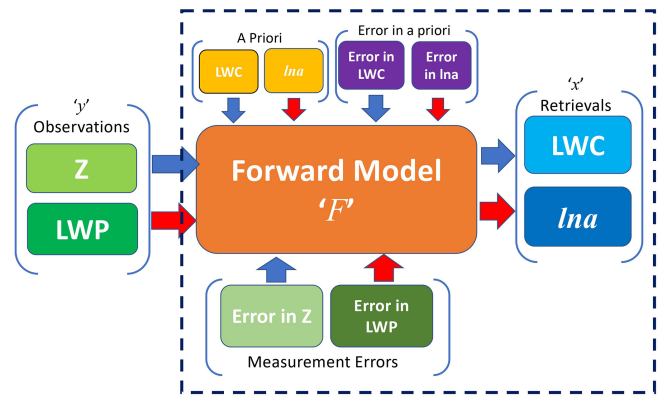 'y'
Observations
Z
LWP
A Priori
LWC
lna
Error in a priori
Error in
LWC
Error
in lna
Forward Model
'F'
Error in Z
Error in
LWP
Measurement Errors
'x'
Retrievals
LWC
lna